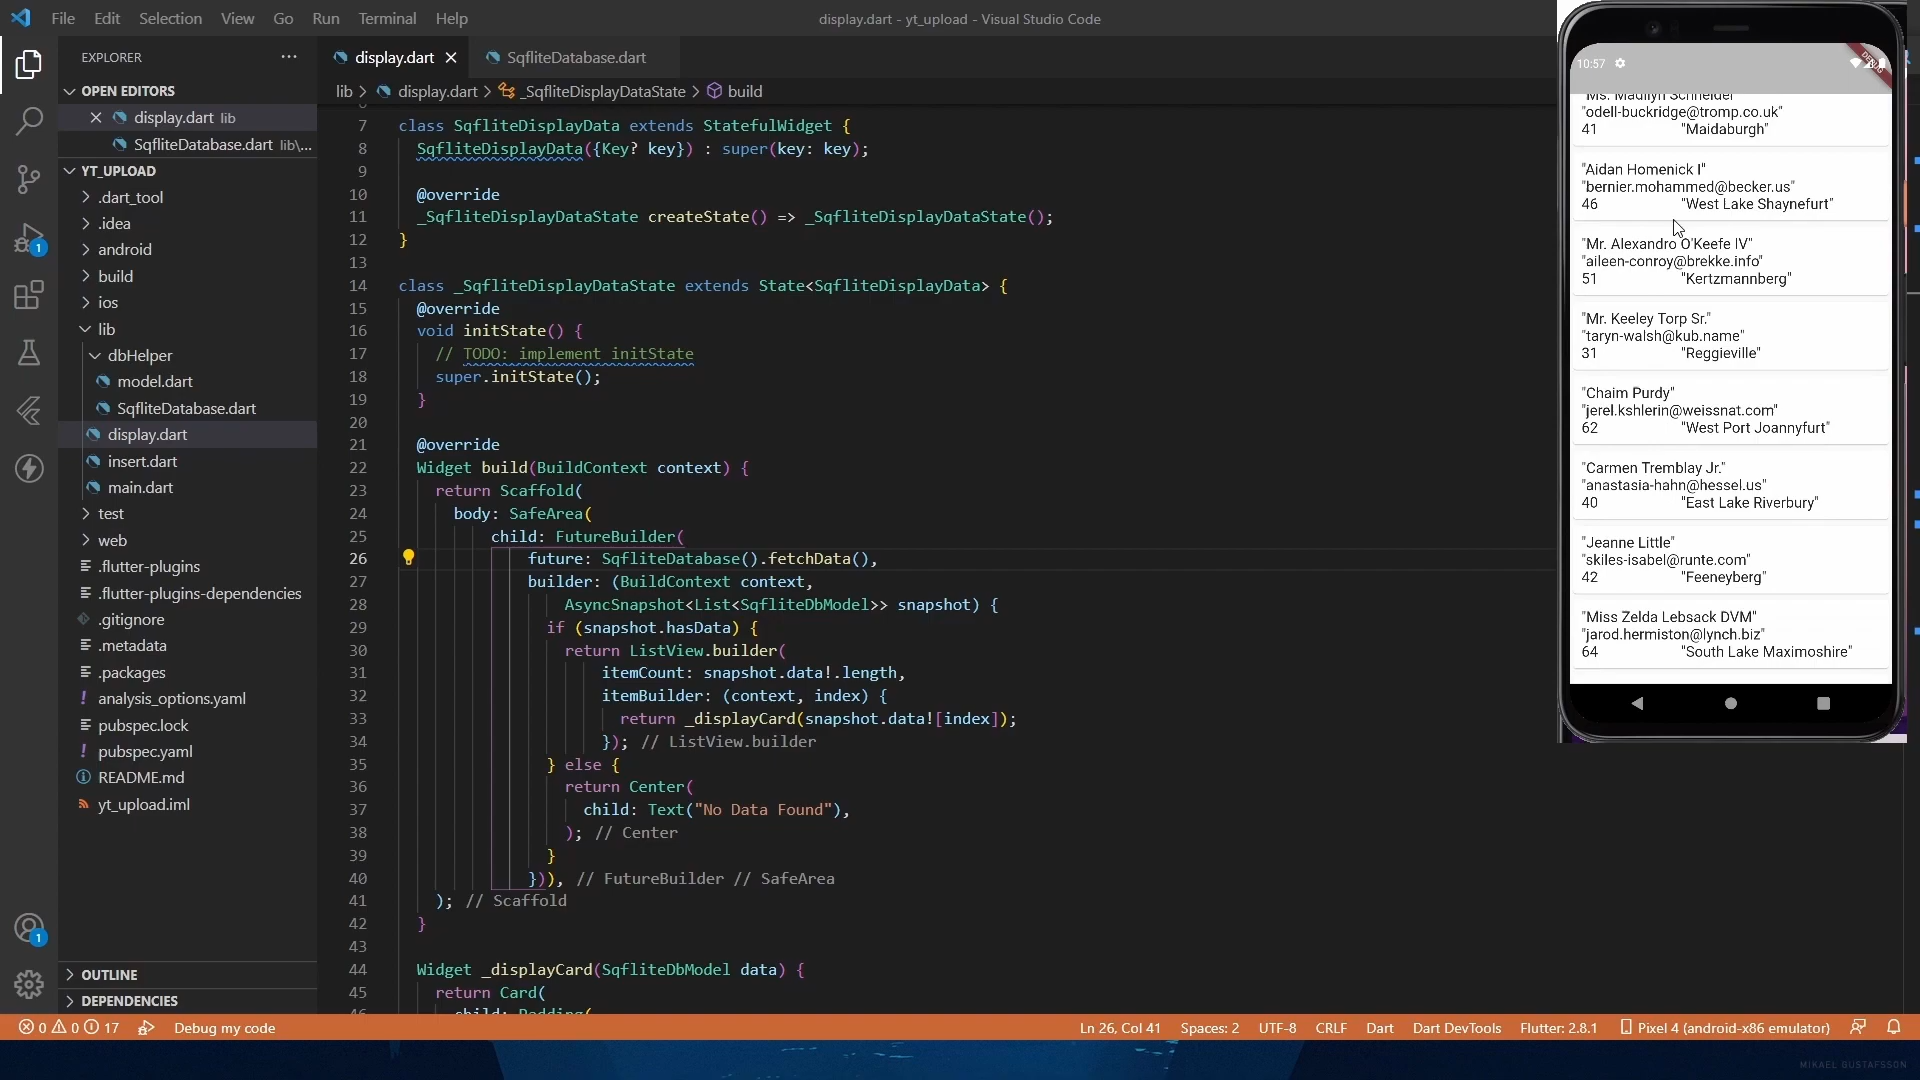 File Edit Selection View Go Run Terminal Help
display.dart - yt_upload - Visual Studio Code
EXPLORER
OPEN EDITORS
display.dart lib
SqfliteDatabase.dart lib\...
YT_UPLOAD
.dart_tool
.idea
android
build
ios
lib
dbHelper
model.dart
SqfliteDatabase.dart
display.dart
insert.dart
main.dart
test
web
.flutter-plugins
.flutter-plugins-dependencies
.gitignore
.metadata
.packages
analysis_options.yaml
pubspec.lock
pubspec.yaml
README.md
yt_upload.iml
OUTLINE
DEPENDENCIES
1
1
display.dart SqfliteDatabase.dart
lib > display.dart > _SqfliteDisplayDataState > build
7 class SqfliteDisplayData extends StatefulWidget {
8 SqfliteDisplayData({Key? key}) : super(key: key);
9
10 @override
11 _SqfliteDisplayDataState createState() => _SqfliteDisplayDataState();
12 }
13
14 class _SqfliteDisplayDataState extends State<SqfliteDisplayData> {
15 @override
16 void initState() {
17 // TODO: implement initState
18 super.initState();
19 }
20
21 @override
22 Widget build(BuildContext context) {
23 return Scaffold(
24 body: SafeArea(
25 child: FutureBuilder(
26 future: SqfliteDatabase().fetchData(),
27 builder: (BuildContext context,
28 AsyncSnapshot<List<SqfliteDbModel>> snapshot) {
29 if (snapshot.hasData) {
30 return ListView.builder(
31 itemCount: snapshot.data!.length,
32 itemBuilder: (context, index) {
33 return _displayCard(snapshot.data![index]);
34 }); // ListView.builder
35 } else {
36 return Center(
37 child: Text("No Data Found"),
38 ); // Center
39 }
40 })), // FutureBuilder // SafeArea
41 ); // Scaffold
42 }
43
44 Widget _displayCard(SqfliteDbModel data) {
45 return Card(
46 child: Padding(
10:57
DEBUG
"Ms. Madilyn Schneider"
"odell-buckridge@tromp.co.uk"
41 "Maidaburgh"
"Aidan Homenick I"
"bernier.mohammed@becker.us"
46 "West Lake Shaynefurt"
"Mr. Alexandro O'Keefe IV"
"aileen-conroy@brekke.info"
51 "Kertzmannberg"
"Mr. Keeley Torp Sr."
"taryn-walsh@kub.name"
31 "Reggieville"
"Chaim Purdy"
"jerel.kshlerin@weissnat.com"
62 "West Port Joannyfurt"
"Carmen Tremblay Jr."
"anastasia-hahn@hessel.us"
40 "East Lake Riverbury"
"Jeanne Little"
"skiles-isabel@runte.com"
42 "Feeneyberg"
"Miss Zelda Lebsack DVM"
"jarod.hermiston@lynch.biz"
64 "South Lake Maximoshire"
0 0 17 Debug my code
Ln 26, Col 41 Spaces: 2 UTF-8 CRLF Dart Dart DevTools Flutter: 2.8.1 Pixel 4 (android-x86 emulator)
MIKAEL GUSTAFSSON